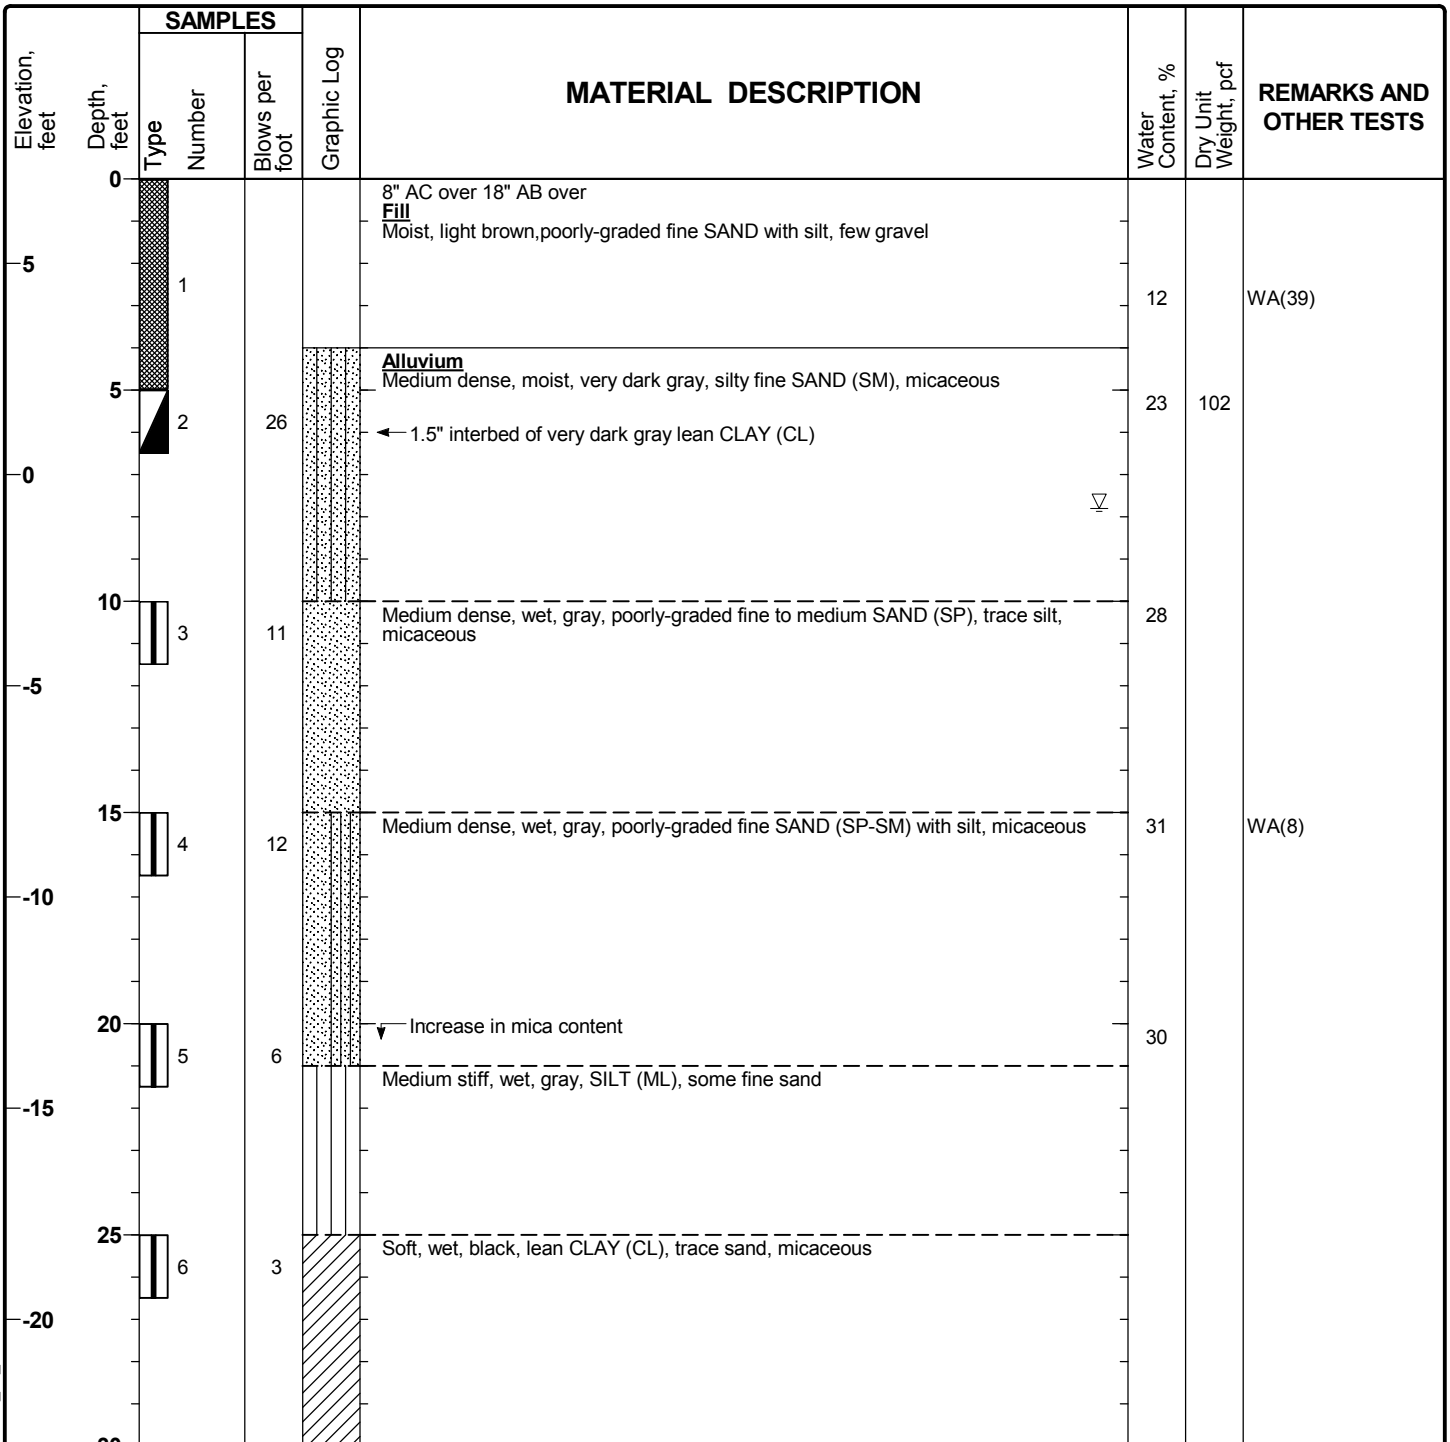 SAMPLES
Elevation,
feet
Depth,
feet
Type
Number
Blows per
foot
Graphic Log
MATERIAL DESCRIPTION
Water
Content, %
Dry Unit
Weight, pcf
REMARKS AND
OTHER TESTS
0
8" AC over 18" AB over
Fill
Moist, light brown,poorly-graded fine SAND with silt, few gravel
5
1
12
WA(39)
Alluvium
Medium dense, moist, very dark gray, silty fine SAND (SM), micaceous
5
23
102
2
26
1.5" interbed of very dark gray lean CLAY (CL)
0
10
Medium dense, wet, gray, poorly-graded fine to medium SAND (SP), trace silt,
micaceous
28
3
11
-5
15
Medium dense, wet, gray, poorly-graded fine SAND (SP-SM) with silt, micaceous
31
WA(8)
4
12
-10
20
Increase in mica content
30
5
6
Medium stiff, wet, gray, SILT (ML), some fine sand
-15
25
Soft, wet, black, lean CLAY (CL), trace sand, micaceous
6
3
-20